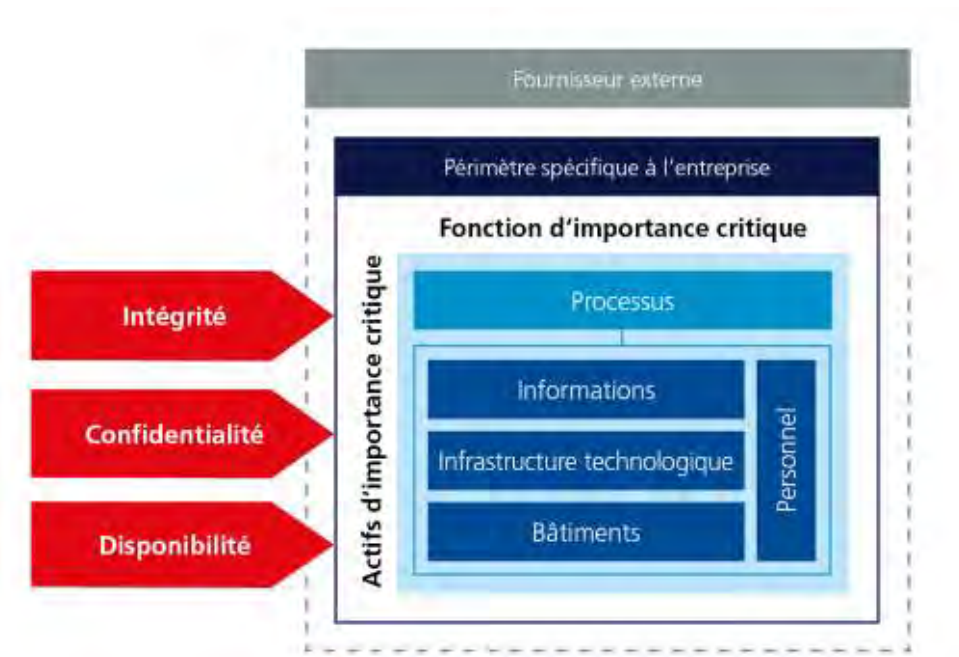 Fournisseur externe
Périmètre spécifique à l'entreprise
Fonction d'importance critique
Actifs d'importance critique
Intégrité
Confidentialité
Disponibilité
Processus
Informations
Infrastructure technologique
Bâtiments
Personnel